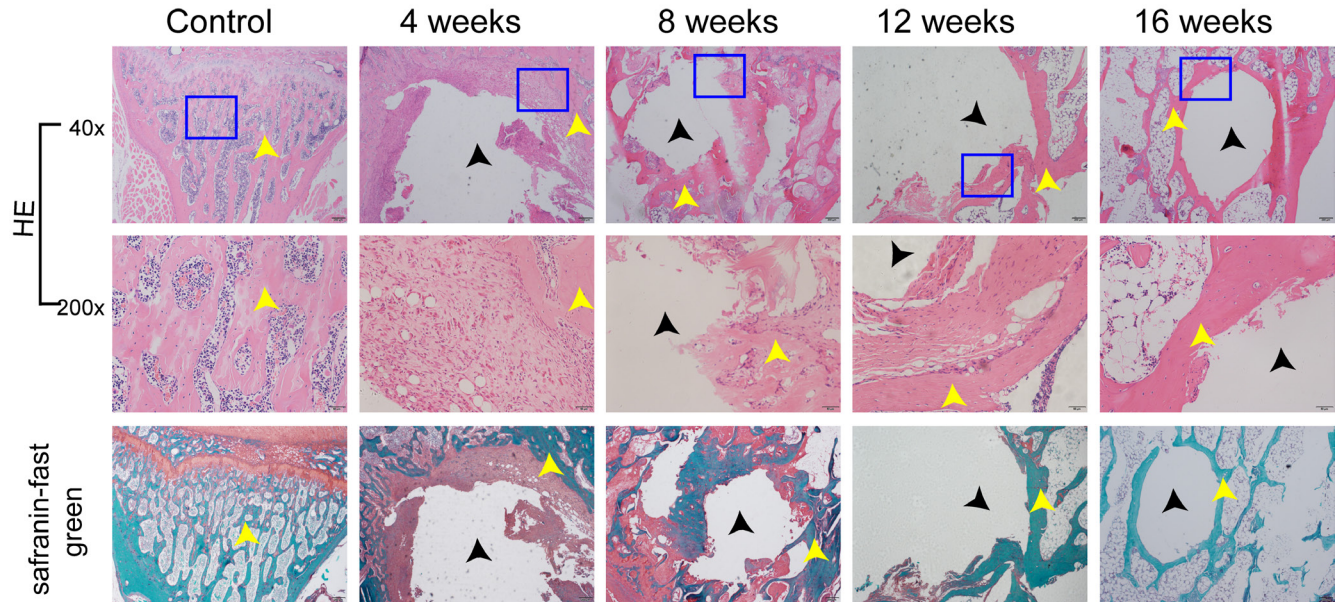 Control
4 weeks
8 weeks
12 weeks
16 weeks
HE
40x
200x
safranin-fast
green